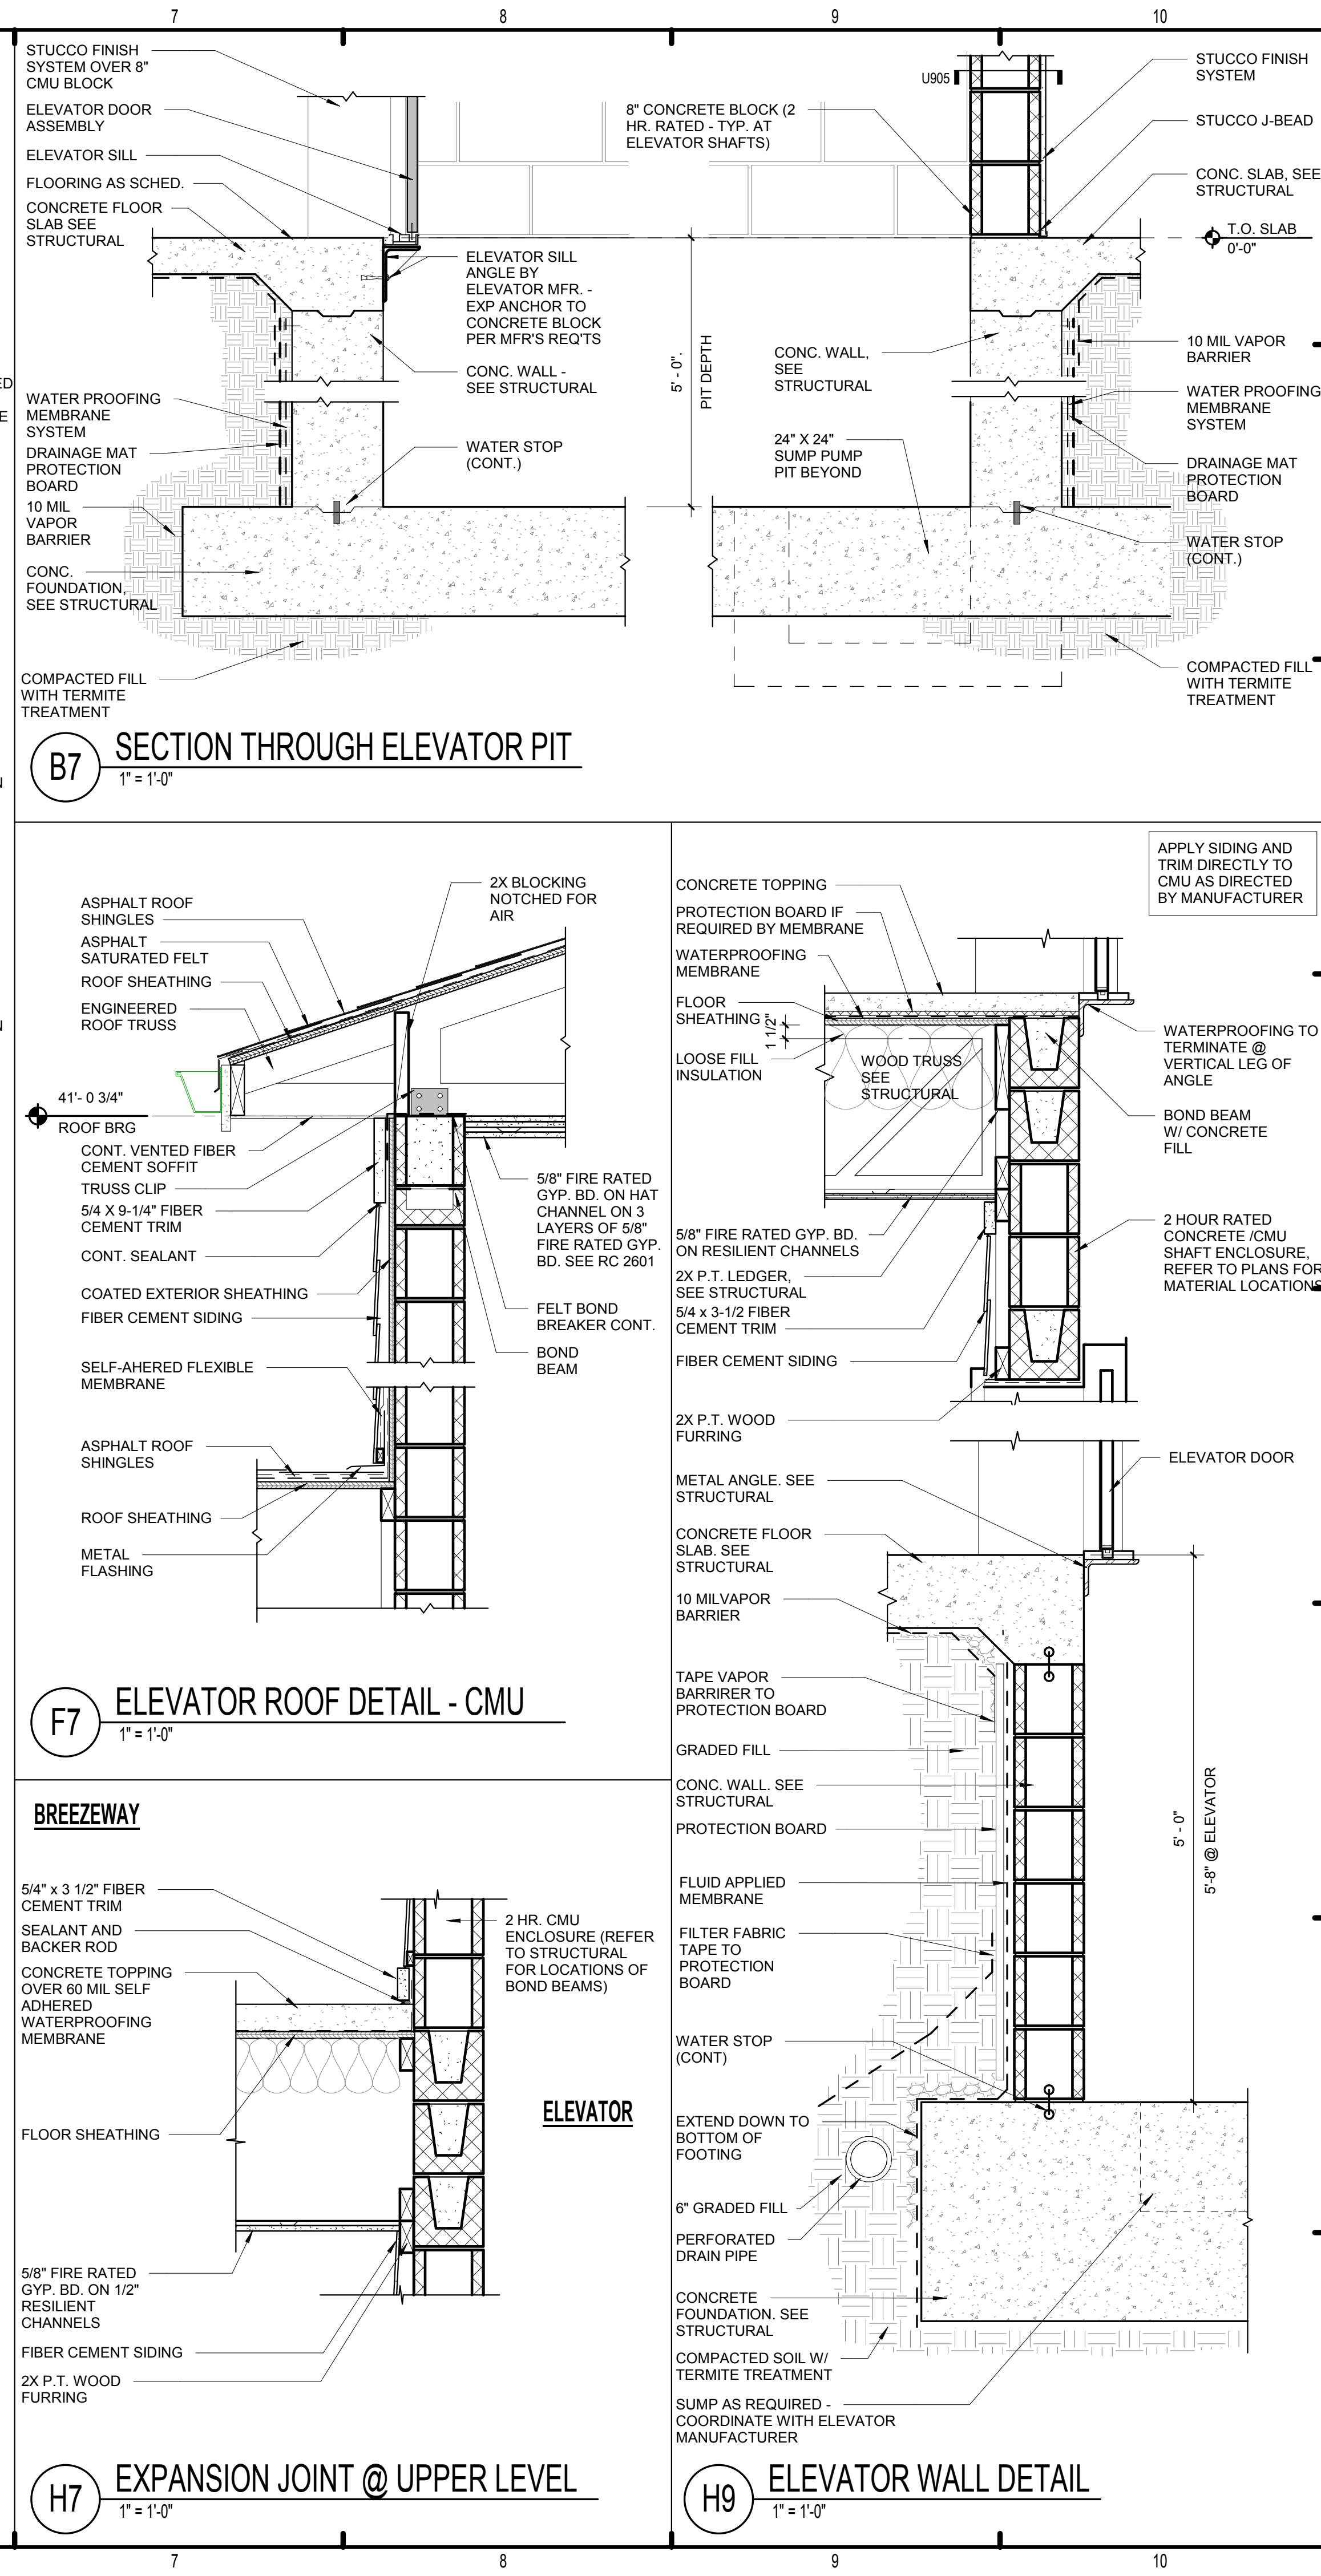 7
8
9
10
STUCCO FINISH
SYSTEM OVER 8"
CMU BLOCK
ELEVATOR DOOR
ASSEMBLY
ELEVATOR SILL
FLOORING AS SCHED.
CONCRETE FLOOR
SLAB SEE
STRUCTURAL
WATER PROOFING
MEMBRANE
SYSTEM
DRAINAGE MAT
PROTECTION
BOARD
10 MIL
VAPOR
BARRIER
CONC.
FOUNDATION,
SEE STRUCTURAL
COMPACTED FILL
WITH TERMITE
TREATMENT
ELEVATOR SILL
ANGLE BY
ELEVATOR MFR. -
EXP ANCHOR TO
CONCRETE BLOCK
PER MFR'S REQ'TS
CONC. WALL -
SEE STRUCTURAL
WATER STOP
(CONT.)
8" CONCRETE BLOCK (2
HR. RATED - TYP. AT
ELEVATOR SHAFTS)
5' - 0".
PIT DEPTH
CONC. WALL,
SEE
STRUCTURAL
24" X 24"
SUMP PUMP
PIT BEYOND
U905
STUCCO FINISH
SYSTEM
STUCCO J-BEAD
CONC. SLAB, SEE
STRUCTURAL
T.O. SLAB
0'-0"
10 MIL VAPOR
BARRIER
WATER PROOFING
MEMBRANE
SYSTEM
DRAINAGE MAT
PROTECTION
BOARD
WATER STOP
(CONT.)
COMPACTED FILL
WITH TERMITE
TREATMENT
B7
SECTION THROUGH ELEVATOR PIT
1" = 1'-0"
ASPHALT ROOF
SHINGLES
ASPHALT
SATURATED FELT
ROOF SHEATHING
ENGINEERED
ROOF TRUSS
41'- 0 3/4"
ROOF BRG
CONT. VENTED FIBER
CEMENT SOFFIT
TRUSS CLIP
5/4 X 9-1/4" FIBER
CEMENT TRIM
CONT. SEALANT
COATED EXTERIOR SHEATHING
FIBER CEMENT SIDING
SELF-AHERED FLEXIBLE
MEMBRANE
ASPHALT ROOF
SHINGLES
ROOF SHEATHING
METAL
FLASHING
2X BLOCKING
NOTCHED FOR
AIR
5/8" FIRE RATED
GYP. BD. ON HAT
CHANNEL ON 3
LAYERS OF 5/8"
FIRE RATED GYP.
BD. SEE RC 2601
FELT BOND
BREAKER CONT.
BOND
BEAM
F7
ELEVATOR ROOF DETAIL - CMU
1" = 1'-0"
BREEZEWAY
5/4" x 3 1/2" FIBER
CEMENT TRIM
SEALANT AND
BACKER ROD
CONCRETE TOPPING
OVER 60 MIL SELF
ADHERED
WATERPROOFING
MEMBRANE
FLOOR SHEATHING
5/8" FIRE RATED
GYP. BD. ON 1/2"
RESILIENT
CHANNELS
FIBER CEMENT SIDING
2X P.T. WOOD
FURRING
2 HR. CMU
ENCLOSURE (REFER
TO STRUCTURAL
FOR LOCATIONS OF
BOND BEAMS)
ELEVATOR
H7
EXPANSION JOINT @ UPPER LEVEL
1" = 1'-0"
APPLY SIDING AND
TRIM DIRECTLY TO
CMU AS DIRECTED
BY MANUFACTURER
CONCRETE TOPPING
PROTECTION BOARD IF
REQUIRED BY MEMBRANE
WATERPROOFING
MEMBRANE
FLOOR
SHEATHING
1 1/2"
LOOSE FILL
INSULATION
WOOD TRUSS
SEE
STRUCTURAL
5/8" FIRE RATED GYP. BD.
ON RESILIENT CHANNELS
2X P.T. LEDGER,
SEE STRUCTURAL
5/4 x 3-1/2 FIBER
CEMENT TRIM
FIBER CEMENT SIDING
2X P.T. WOOD
FURRING
WATERPROOFING TO
TERMINATE @
VERTICAL LEG OF
ANGLE
BOND BEAM
W/ CONCRETE
FILL
2 HOUR RATED
CONCRETE /CMU
SHAFT ENCLOSURE,
REFER TO PLANS FOR
MATERIAL LOCATIONS
METAL ANGLE. SEE
STRUCTURAL
CONCRETE FLOOR
SLAB. SEE
STRUCTURAL
10 MILVAPOR
BARRIER
TAPE VAPOR
BARRIRER TO
PROTECTION BOARD
GRADED FILL
CONC. WALL. SEE
STRUCTURAL
PROTECTION BOARD
FLUID APPLIED
MEMBRANE
FILTER FABRIC
TAPE TO
PROTECTION
BOARD
WATER STOP
(CONT)
EXTEND DOWN TO
BOTTOM OF
FOOTING
6" GRADED FILL
PERFORATED
DRAIN PIPE
CONCRETE
FOUNDATION. SEE
STRUCTURAL
COMPACTED SOIL W/
TERMITE TREATMENT
SUMP AS REQUIRED -
COORDINATE WITH ELEVATOR
MANUFACTURER
ELEVATOR DOOR
5' - 0"
5'-8" @ ELEVATOR
H9
ELEVATOR WALL DETAIL
1" = 1'-0"
7
8
9
10